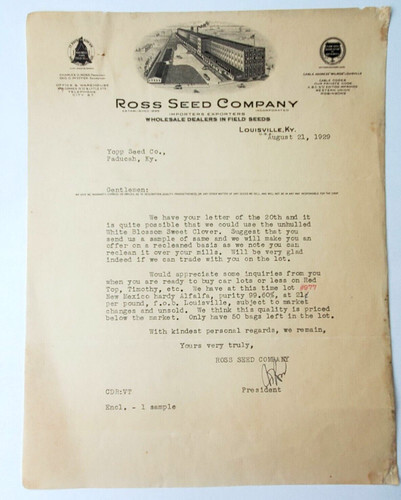 ROSS SEED COMPANY
INCORPORATED
IMPORTERS EXPORTERS
WHOLESALE DEALERS IN FIELD SEEDS
LOUISVILLE, KY.
August 21, 1929
Yopp Seed Co.,
Paducah, Ky.
Gentlemen:
We have your letter of the 20th and it
is quite possible that we could use the unhulled
White Blossom Sweet Clover. Suggest that you
send us a sample of same and we will make you
an offer on a recleaned basis as we note you can
reclean it over your mills. Will be very glad
indeed if we can trade with you on the lot.
Would appreciate some inquiries from you
when you are ready to buy car lots or less on Red
Top, Timothy, etc. We have at this time lot #977
New Mexico hardy Alfalfa, purity 99.60%, at 21¢
per pound, f.o.b. Louisville, subject to market
changes and unsold. We think this quality is priced
below the market. Only have 50 bags left in the lot.
With kindest personal regards, we remain,
Yours very truly,
ROSS SEED COMPANY
President
CDR:VT
Encl. - 1 sample